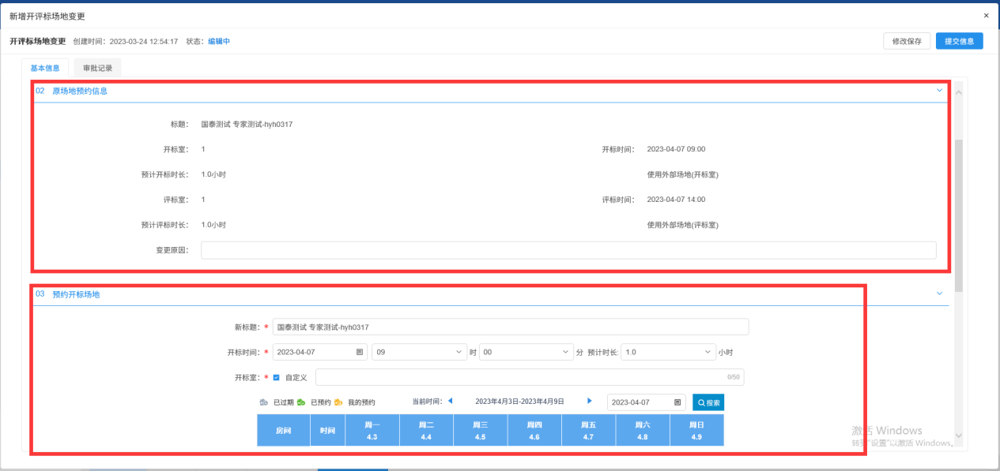 新增开评标场地变更 ×
开评标场地变更 创建时间：2023-03-24 12:54:17 状态：编辑中 修改保存 提交信息
基本信息 审批记录
02 原场地预约信息
标题： 国泰测试 专家测试-hyh0317
开标室： 1 开标时间： 2023-04-07 09:00
预计开标时长： 1.0小时 使用外部场地(开标室)
评标室： 1 评标时间： 2023-04-07 14:00
预计评标时长： 1.0小时 使用外部场地(评标室)
变更原因：
03 预约开标场地
新标题：* 国泰测试 专家测试-hyh0317
开标时间：* 2023-04-07 09 时 00 分 预计时长: 1.0 小时
开标室：* 自定义 0/50
已过期 已预约 我的预约 当前时间： 2023年4月3日-2023年4月9日 2023-04-07 搜索
房间 时间 周一 周二 周三 周四 周五 周六 周日
4.3 4.4 4.5 4.6 4.7 4.8 4.9
激活 Windows
转到"设置"以激活 Windows。